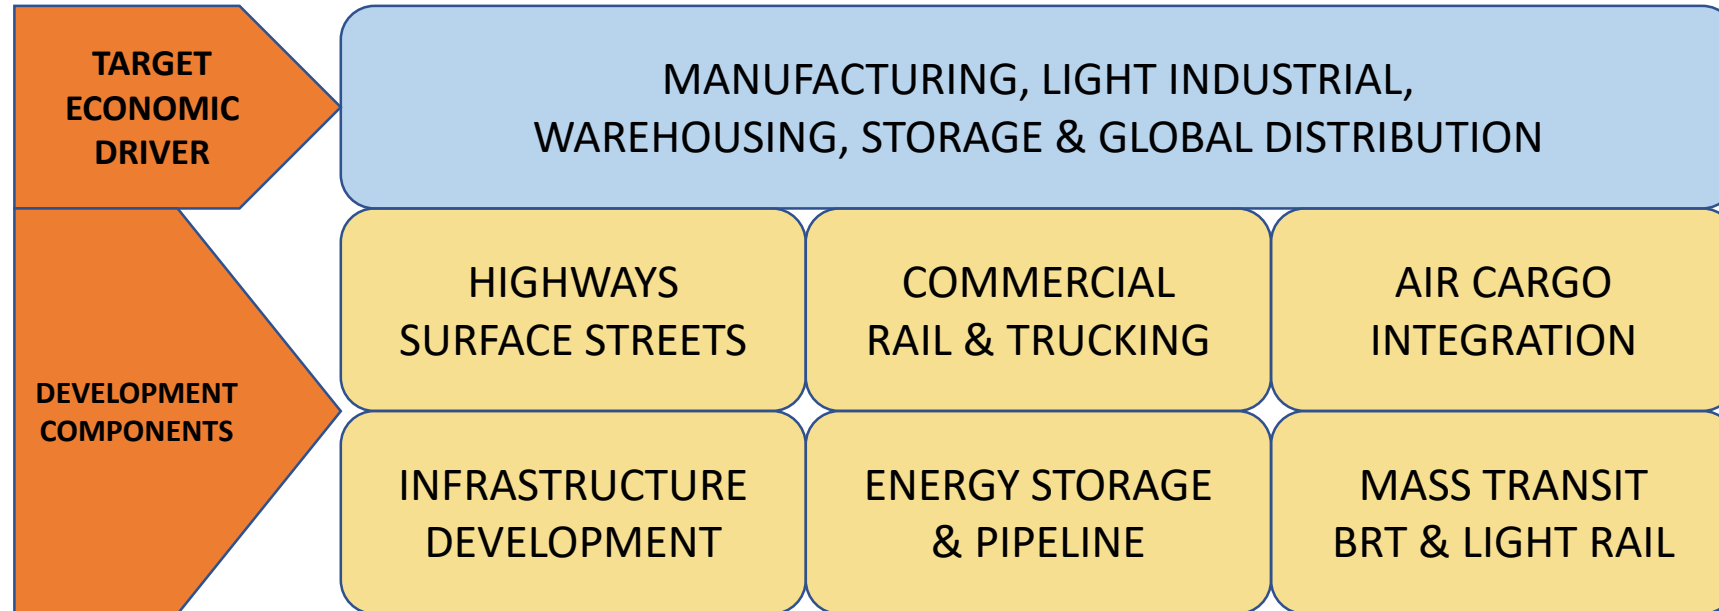 TARGET
ECONOMIC
DRIVER
MANUFACTURING, LIGHT INDUSTRIAL,
WAREHOUSING, STORAGE & GLOBAL DISTRIBUTION
DEVELOPMENT
COMPONENTS
HIGHWAYS
SURFACE STREETS
COMMERCIAL
RAIL & TRUCKING
AIR CARGO
INTEGRATION
INFRASTRUCTURE
DEVELOPMENT
ENERGY STORAGE
& PIPELINE
MASS TRANSIT
BRT & LIGHT RAIL